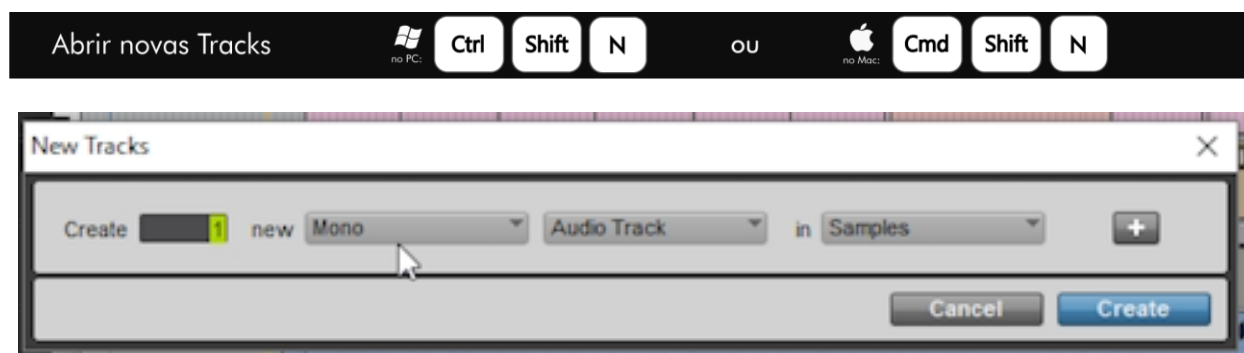 Abrir novas Tracks no PC: Ctrl Shift N ou no Mac: Cmd Shift N
New Tracks
Create 1 new Mono Audio Track in Samples +
Cancel Create